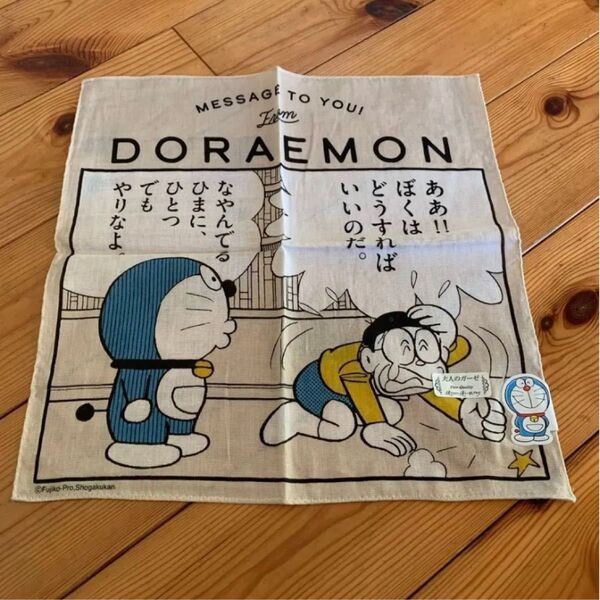 MESSAGE TO YOU!
From
DORAEMON
ああ!!
ぼくは
どうすれば
いいのだ。
なやんでる
ひまに、
ひとつ
でも
やりなよ。
大人のガーゼ
Fine Quality
©Fujiko-Pro,Shogakukan